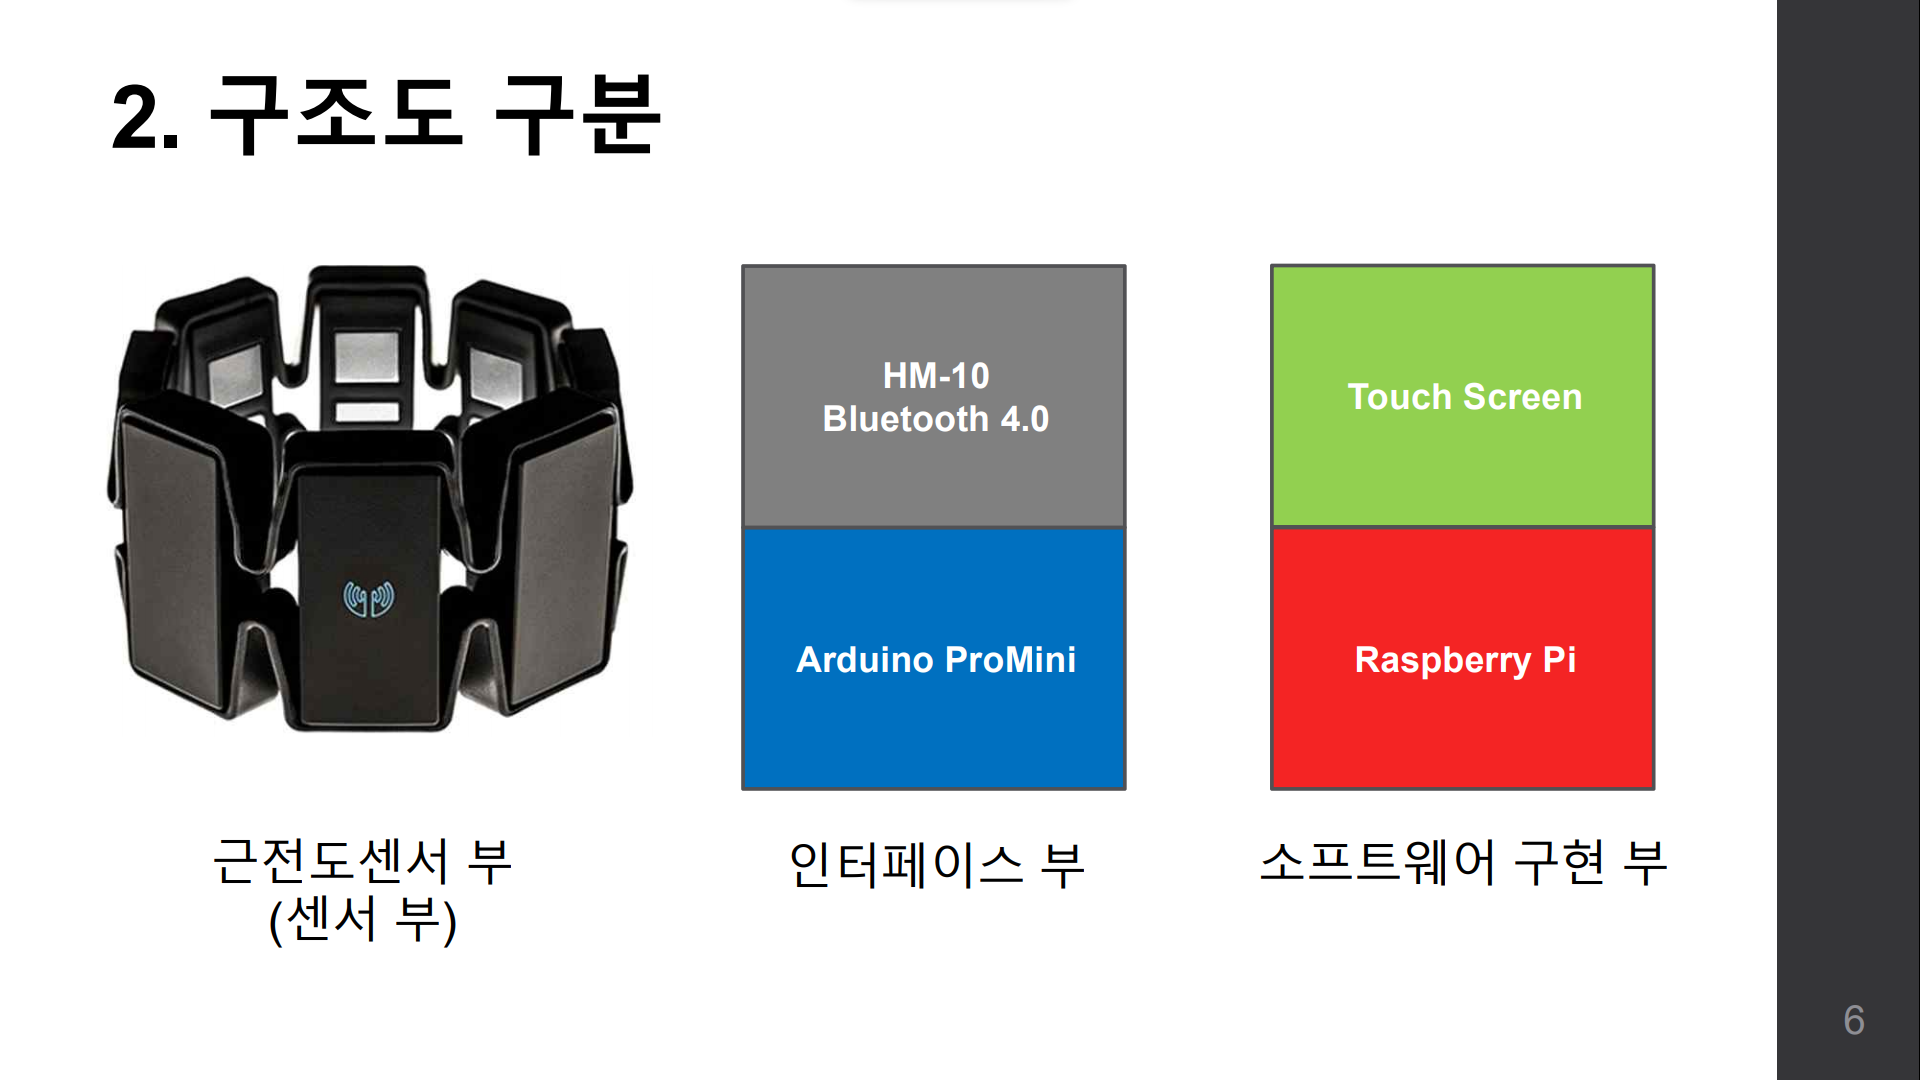 2. 구조도 구분
HM-10
Bluetooth 4.0
Touch Screen
Arduino ProMini
Raspberry Pi
근전도센서 부
(센서 부)
인터페이스 부
소프트웨어 구현 부
6